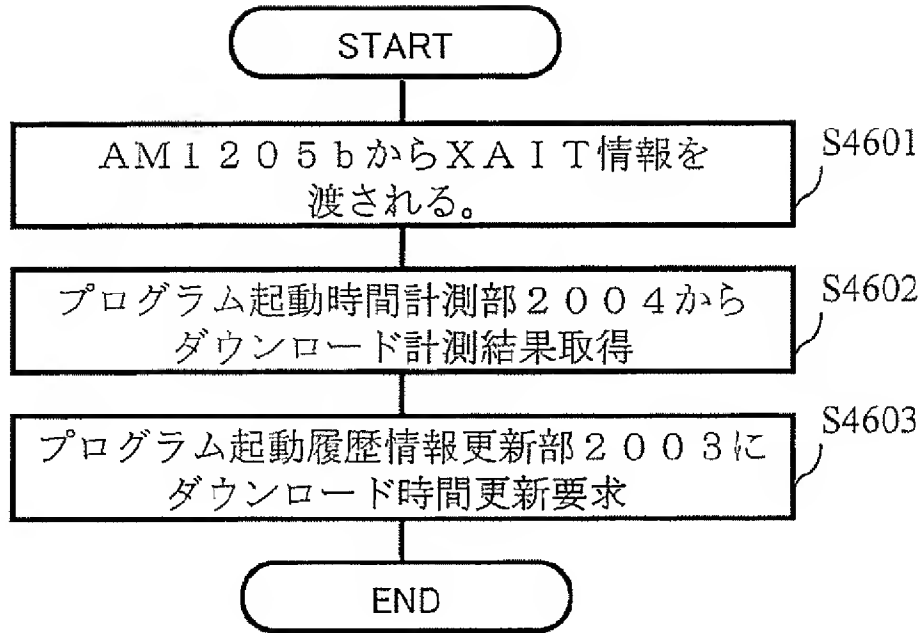 START
AM1205bからXAIT情報を
渡される。
S4601
プログラム起動時間計測部2004から
ダウンロード計測結果取得
S4602
プログラム起動履歴情報更新部2003に
ダウンロード時間更新要求
S4603
END